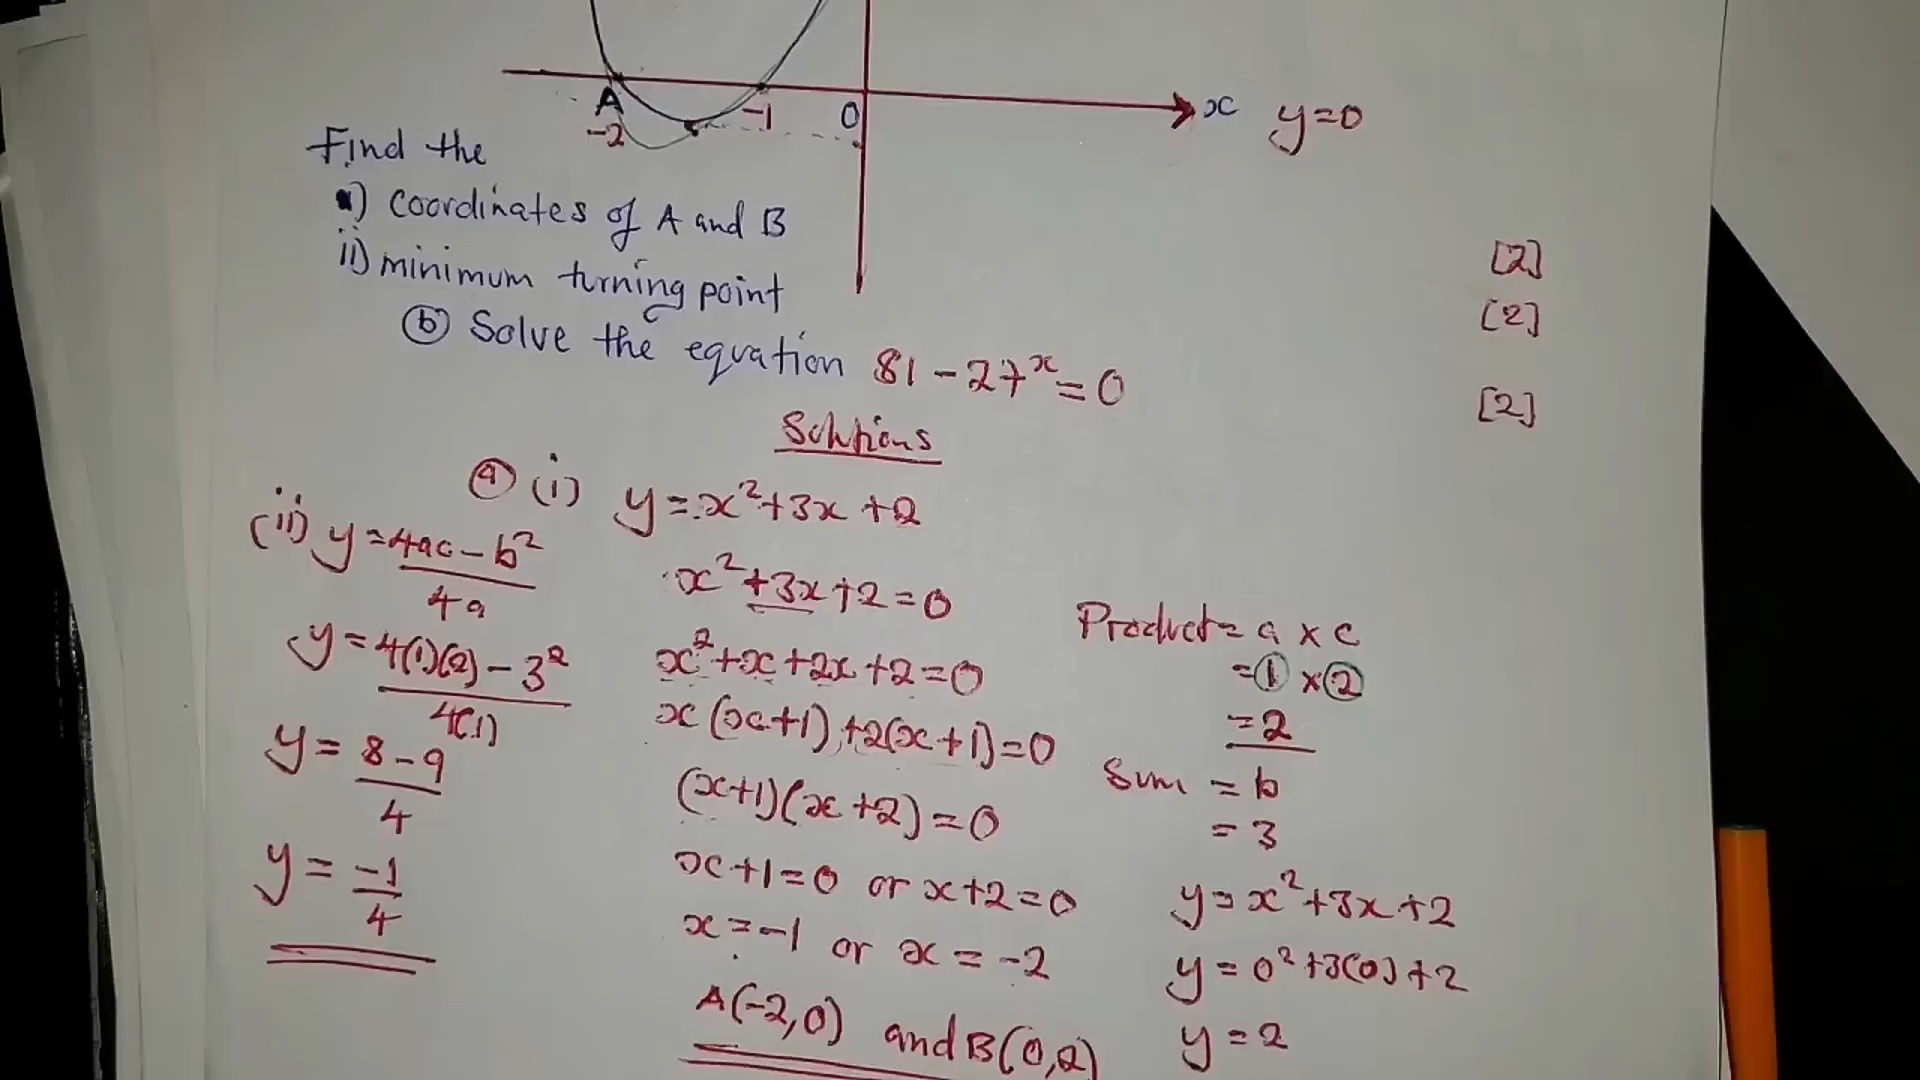 A
-2
-1
0
x
y=0
Find the
i) coordinates of A and B
[2]
ii) minimum turning point
[2]
(b) Solve the equation 81 - 27ˣ = 0
[2]
Solutions
(a) (i) y = x² + 3x + 2
x² + 3x + 2 = 0
x² + x + 2x + 2 = 0
x(x+1) + 2(x+1) = 0
(x+1)(x+2) = 0
x+1=0 or x+2=0
x = -1 or x = -2
A(-2,0) and B(0,2)
Product = a × c
= ① × ②
= 2
Sum = b
= 3
y = x² + 3x + 2
y = 0² + 3(0) + 2
y = 2
(ii) y = 4ac - b²
4a
y = 4(1)(2) - 3²
4(1)
y = 8 - 9
4
y = -1
4